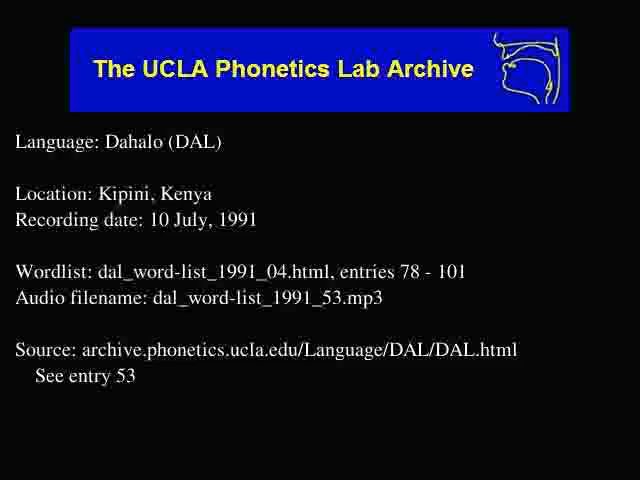 The UCLA Phonetics Lab Archive
Language: Dahalo (DAL)
Location: Kipini, Kenya
Recording date: 10 July, 1991
Wordlist: dal_word-list_1991_04.html, entries 78 - 101
Audio filename: dal_word-list_1991_53.mp3
Source: archive.phonetics.ucla.edu/Language/DAL/DAL.html
See entry 53